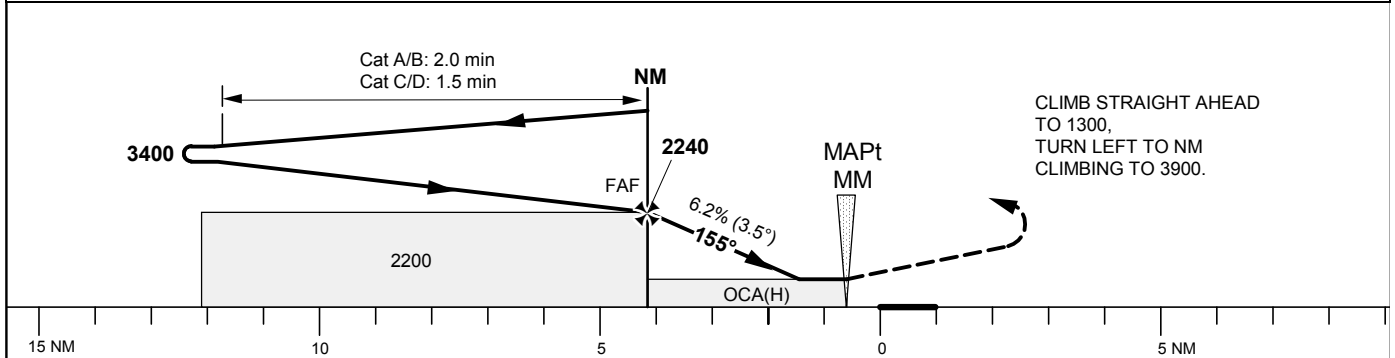 Cat A/B: 2.0 min
Cat C/D: 1.5 min
NM
CLIMB STRAIGHT AHEAD
TO 1300,
TURN LEFT TO NM
CLIMBING TO 3900.
3400
2240
MAPt
MM
FAF
6.2% (3.5°)
155°
2200
OCA(H)
15 NM
10
5
0
5 NM